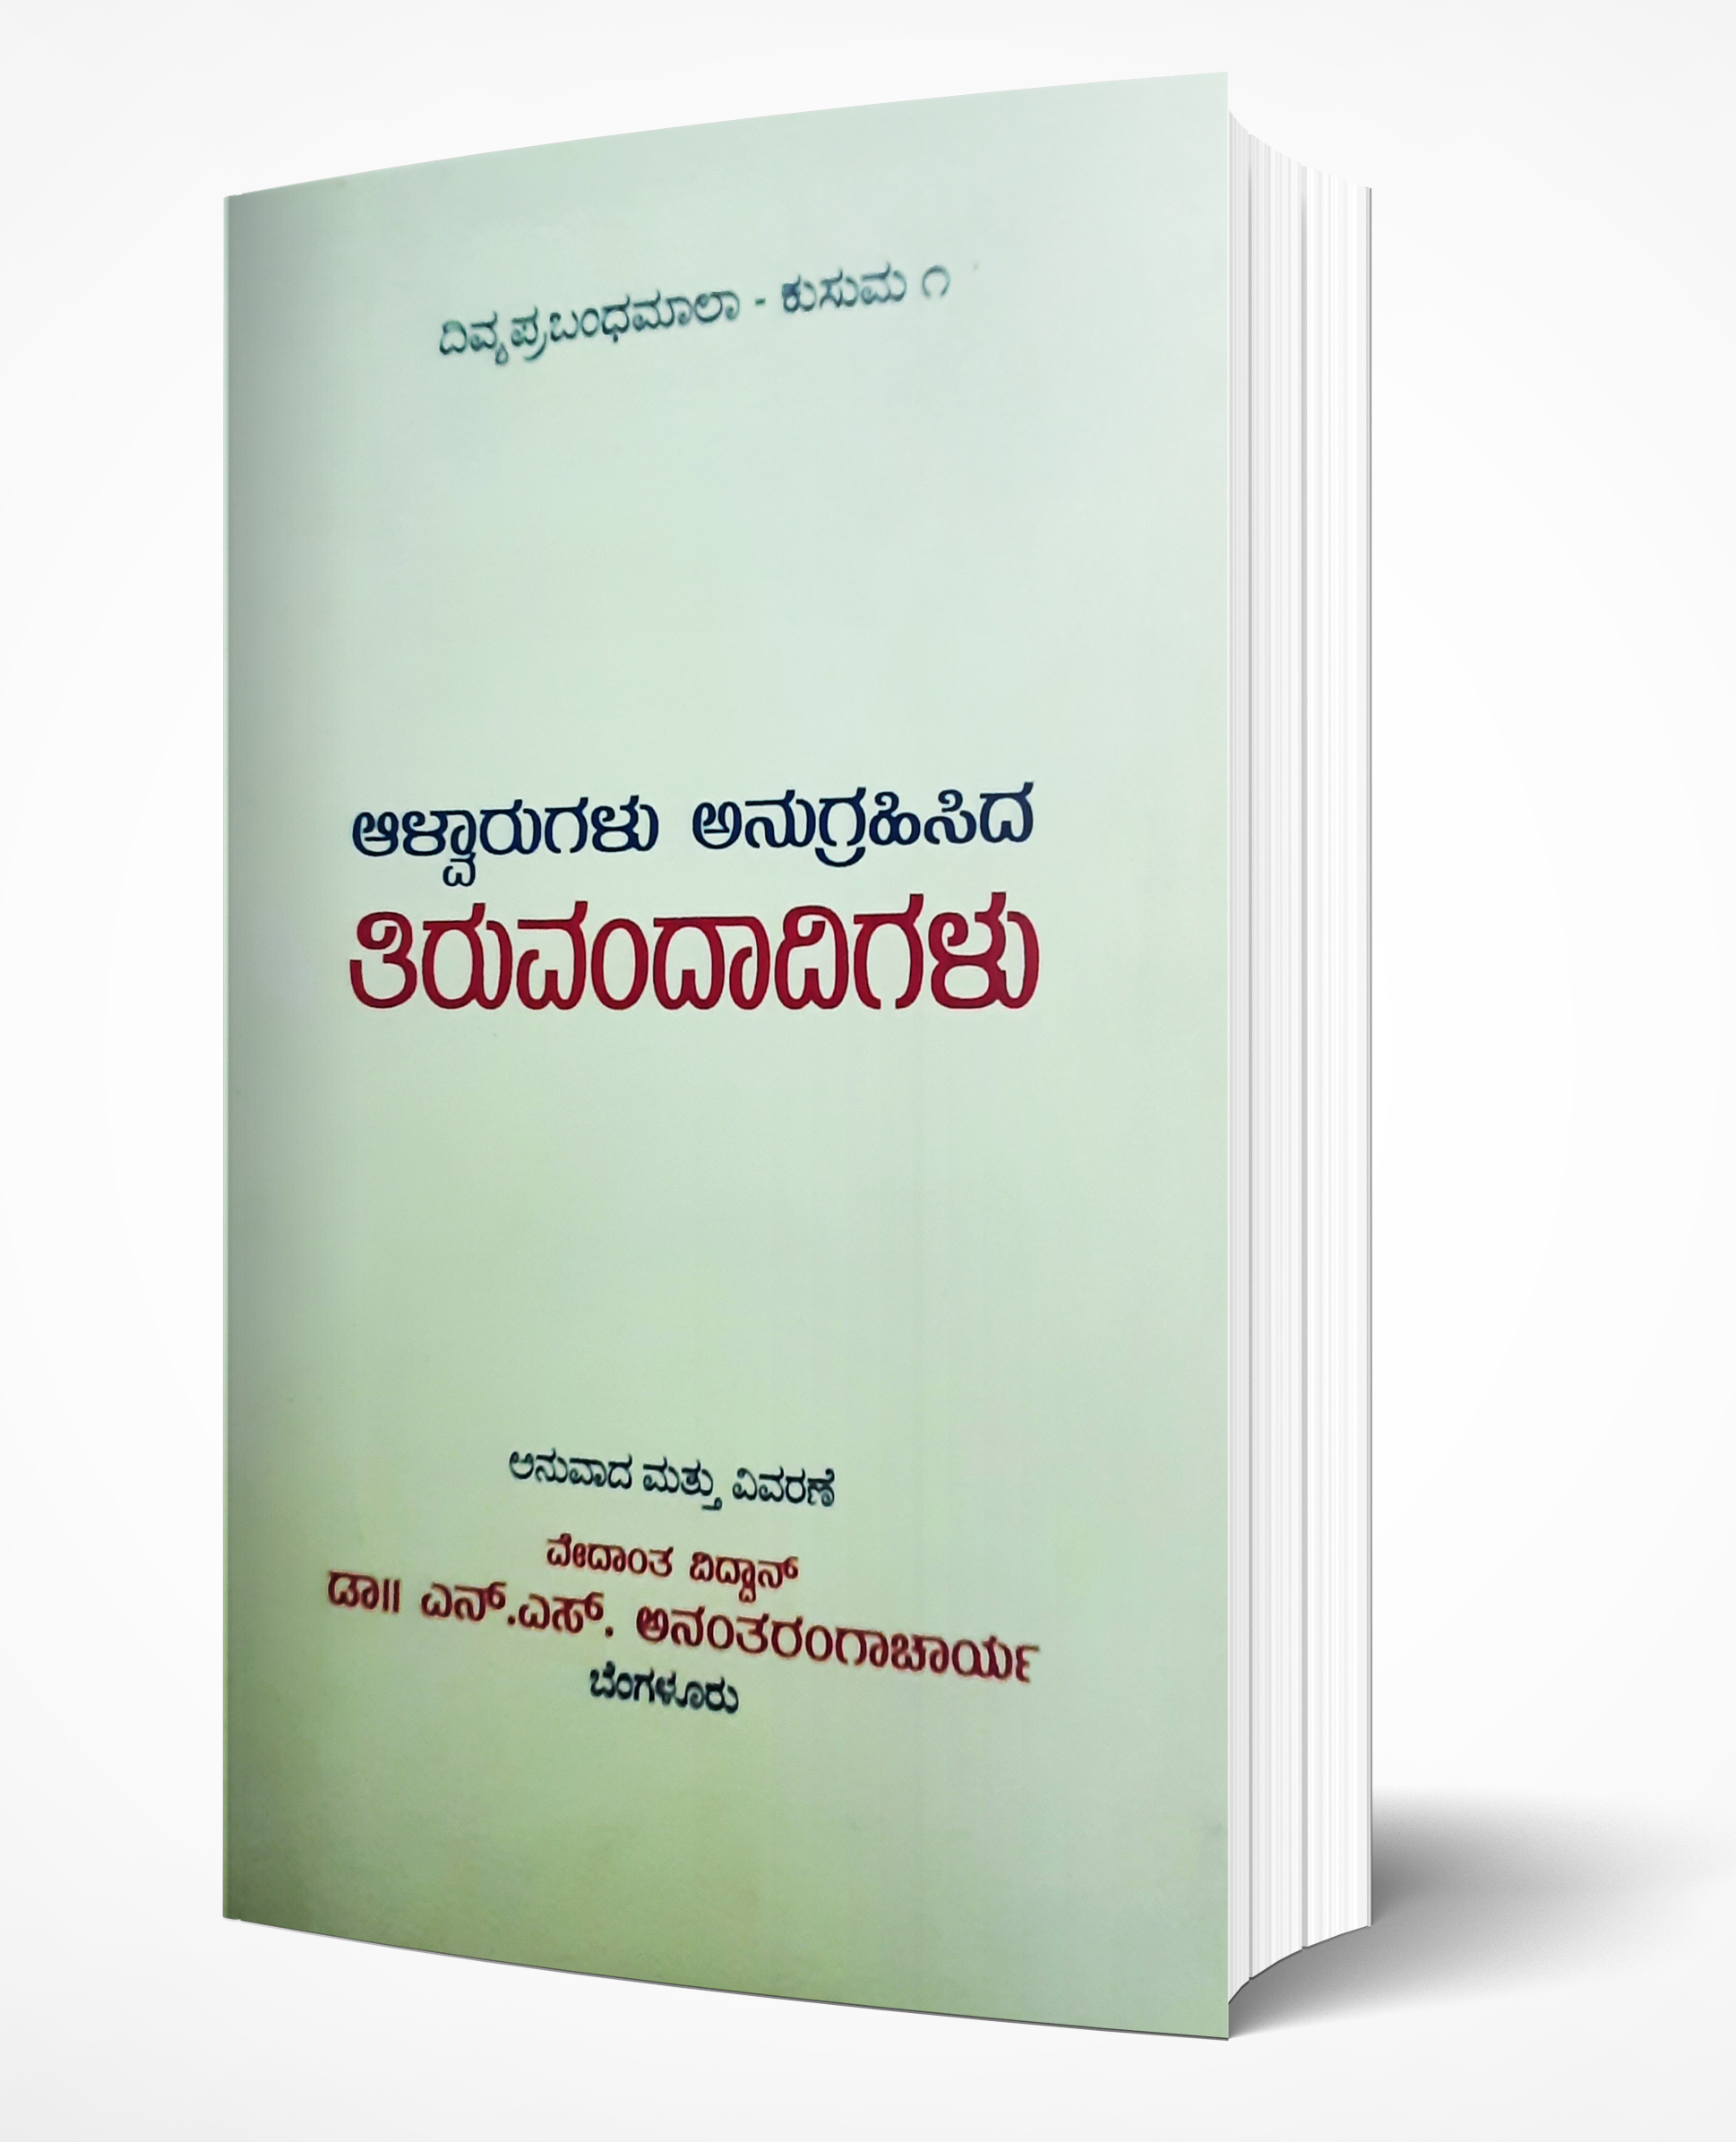 ದಿವ್ಯಪ್ರಬಂಧಮಾಲಾ - ಕುಸುಮ ೧
ಆಳ್ವಾರುಗಳು ಅನುಗ್ರಹಿಸಿದ
ತಿರುವಂದಾದಿಗಳು
ಅನುವಾದ ಮತ್ತು ವಿವರಣೆ
ವೇದಾಂತ ವಿದ್ವಾನ್
ಡಾ|| ಎನ್.ಎಸ್. ಅನಂತರಂಗಾಚಾರ್ಯ
ಬೆಂಗಳೂರು